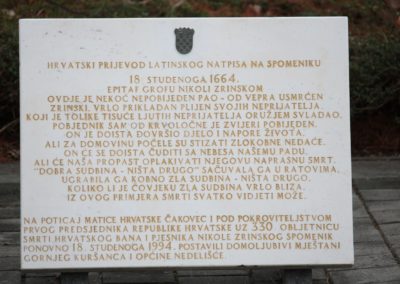 HRVATSKI PRIJEVOD LATINSKOG NATPISA NA SPOMENIKU
18. STUDENOGA 1664.
EPITAF GROFU NIKOLI ZRINSKOM
OVDJE JE NEKOĆ NEPOBIJEĐEN PAO - OD VEPRA USMRĆEN
ZRINSKI, VRLO PRIKLADAN PLIJEN SVOJIH NEPRIJATELJA.
KOJI JE TOLIKE TISUĆE LJUTIH NEPRIJATELJA ORUŽJEM SVLADAO,
POBJEDNIK SAM OD KRVOLOČNE JE ZVIJERI POBIJEĐEN.
ON JE DOISTA DOVRŠIO DJELO I NAPORE ŽIVOTA,
ALI ZA DOMOVINU POČELE SU STIZATI ZLOKOBNE NEDAĆE.
ON ĆE SE DOISTA ČUDITI SA NEBESA NAŠEMU PADU,
ALI ĆE NAŠA PROPAST OPLAKIVATI NJEGOVU NAPRASNU SMRT.
"DOBRA SUDBINA - NIŠTA DRUGO" SAČUVALA GA U RATOVIMA,
UGRABILA GA KOBNO ZLA SUDBINA - NIŠTA DRUGO,
KOLIKO LI JE ČOVJEKU ZLA SUDBINA VRLO BLIZA,
IZ OVOG PRIMJERA SMRTI SVATKO VIDJETI MOŽE.
NA POTICAJ MATICE HRVATSKE ČAKOVEC I POD POKROVITELJSTVOM
PRVOG PREDSJEDNIKA REPUBLIKE HRVATSKE UZ 330 OBLJETNICU
SMRTI HRVATSKOG BANA I PJESNIKA NIKOLE ZRINSKOG SPOMENIK
PONOVNO 18. STUDENOGA 1994. POSTAVILI DOMOLJUBIVI MJEŠTANI
GORNJEG KURŠANCA I OPĆINE NEDELIŠĆE.